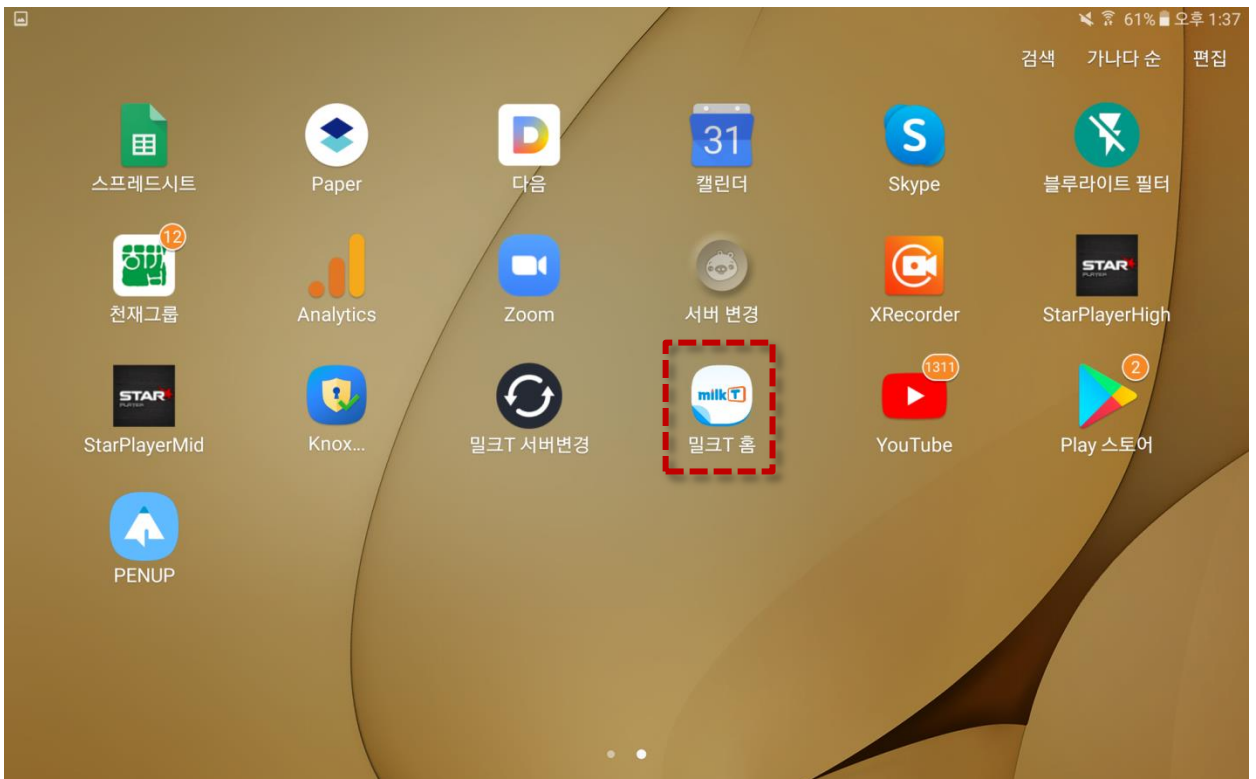 61% 오후 1:37
검색 가나다 순 편집
스프레드시트 Paper 다음 31 캘린더 Skype 블루라이트 필터
12
천재그룹 Analytics Zoom 서버 변경 XRecorder STAR PLAYER StarPlayerHigh
1311 2
STAR PLAYER StarPlayerMid Knox... 밀크T 서버변경 milk T 밀크T 홈 YouTube Play 스토어
PENUP